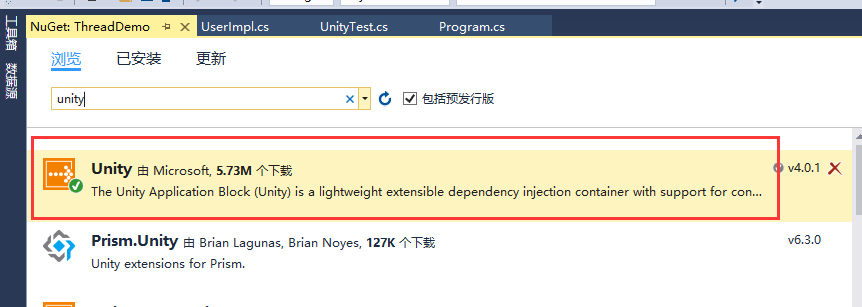 工具箱
数据源
NuGet: ThreadDemo
UserImpl.cs
UnityTest.cs
Program.cs
浏览
已安装
更新
unity
包括预发行版
Unity 由 Microsoft, 5.73M 个下载
v4.0.1
The Unity Application Block (Unity) is a lightweight extensible dependency injection container with support for con...
Prism.Unity 由 Brian Lagunas, Brian Noyes, 127K 个下载
v6.3.0
Unity extensions for Prism.